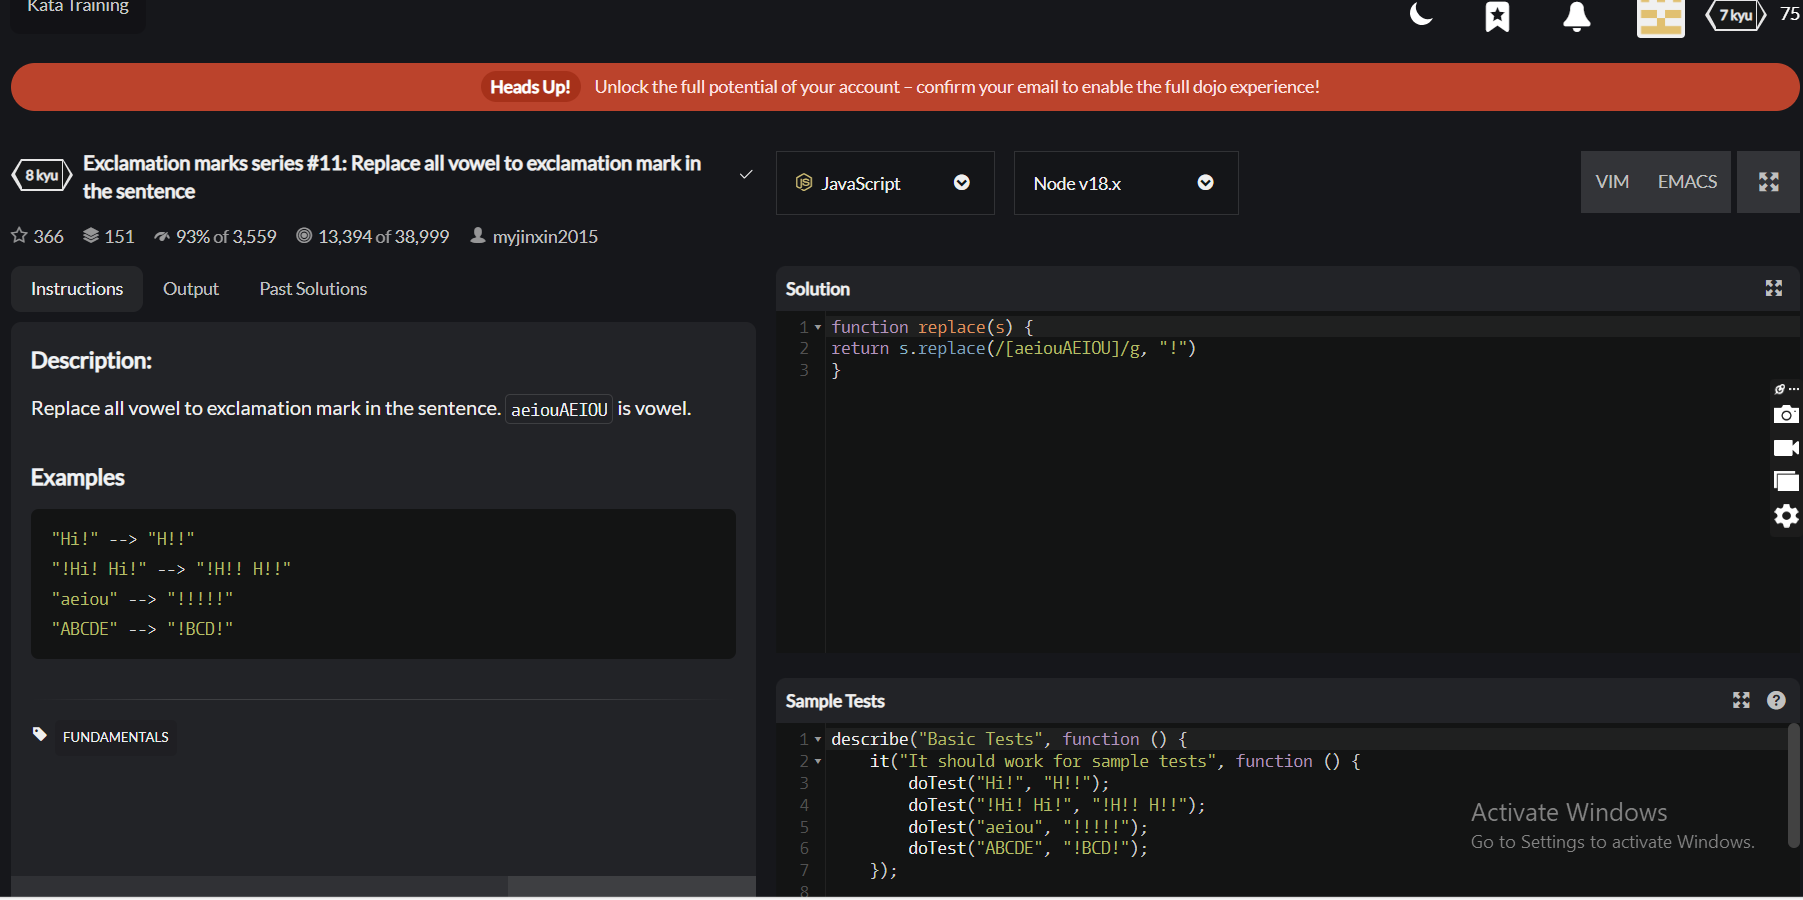 Kata Training
7 kyu 75
Heads Up! Unlock the full potential of your account – confirm your email to enable the full dojo experience!
8 kyu
Exclamation marks series #11: Replace all vowel to exclamation mark in
the sentence
366 151 93% of 3,559 13,394 of 38,999 myjinxin2015
Instructions Output Past Solutions
Description:
Replace all vowel to exclamation mark in the sentence. aeiouAEIOU is vowel.
Examples
"Hi!" --> "H!!"
"!Hi! Hi!" --> "!H!! H!!"
"aeiou" --> "!!!!!"
"ABCDE" --> "!BCD!"
FUNDAMENTALS
JS JavaScript Node v18.x VIM EMACS
Solution
1 function replace(s) {
2 return s.replace(/[aeiouAEIOU]/g, "!")
3 }
Sample Tests ?
1 describe("Basic Tests", function () {
2 it("It should work for sample tests", function () {
3 doTest("Hi!", "H!!");
4 doTest("!Hi! Hi!", "!H!! H!!");
5 doTest("aeiou", "!!!!!");
6 doTest("ABCDE", "!BCD!");
7 });
8
Activate Windows
Go to Settings to activate Windows.